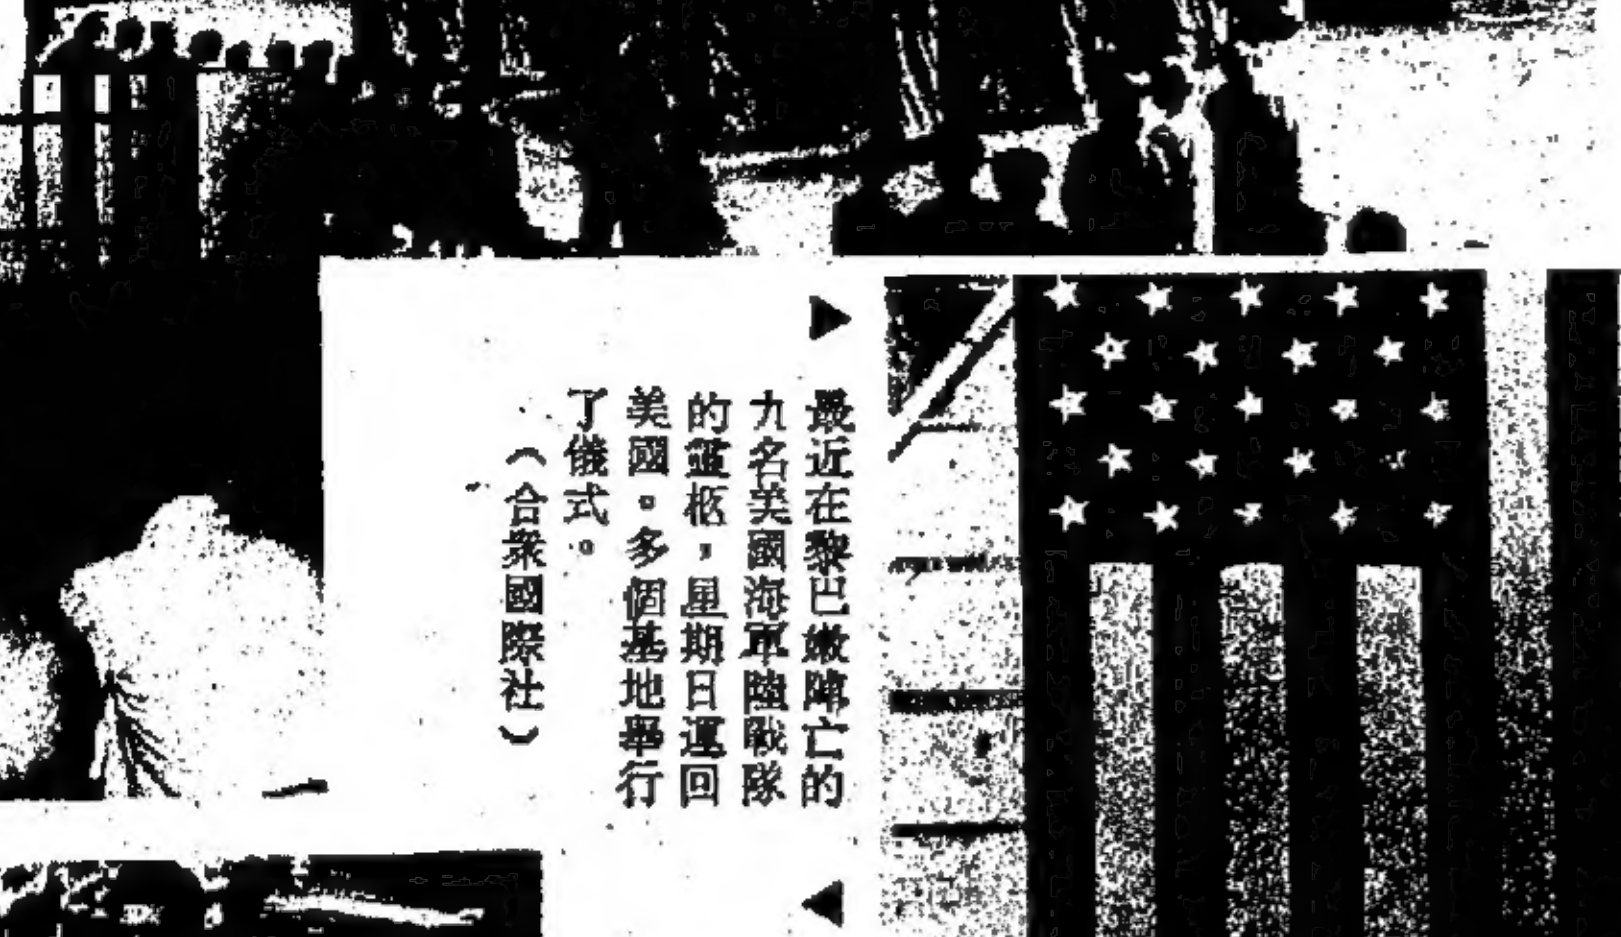 最近在黎巴嫩陣亡的
九名美國海軍陸戰隊
的靈柩，星期日運回
美國。多個基地舉行
了儀式。
（合衆國際社）